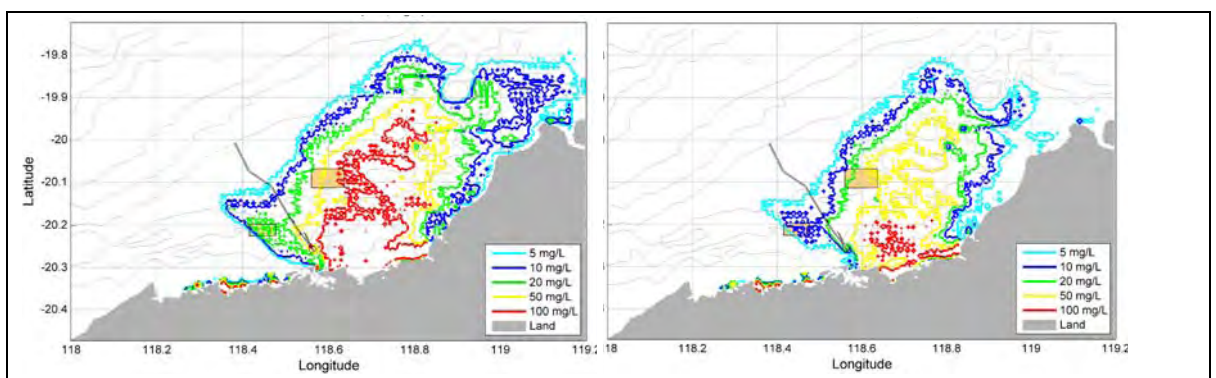 -19.8
-19.9
-20
-20.1
-20.2
-20.3
-20.4
Latitude
118
118.2
118.4
118.6
118.8
119
119.2
Longitude
5 mg/L
10 mg/L
20 mg/L
50 mg/L
100 mg/L
Land
118
118.2
118.4
118.6
118.8
119
119.2
Longitude
5 mg/L
10 mg/L
20 mg/L
50 mg/L
100 mg/L
Land